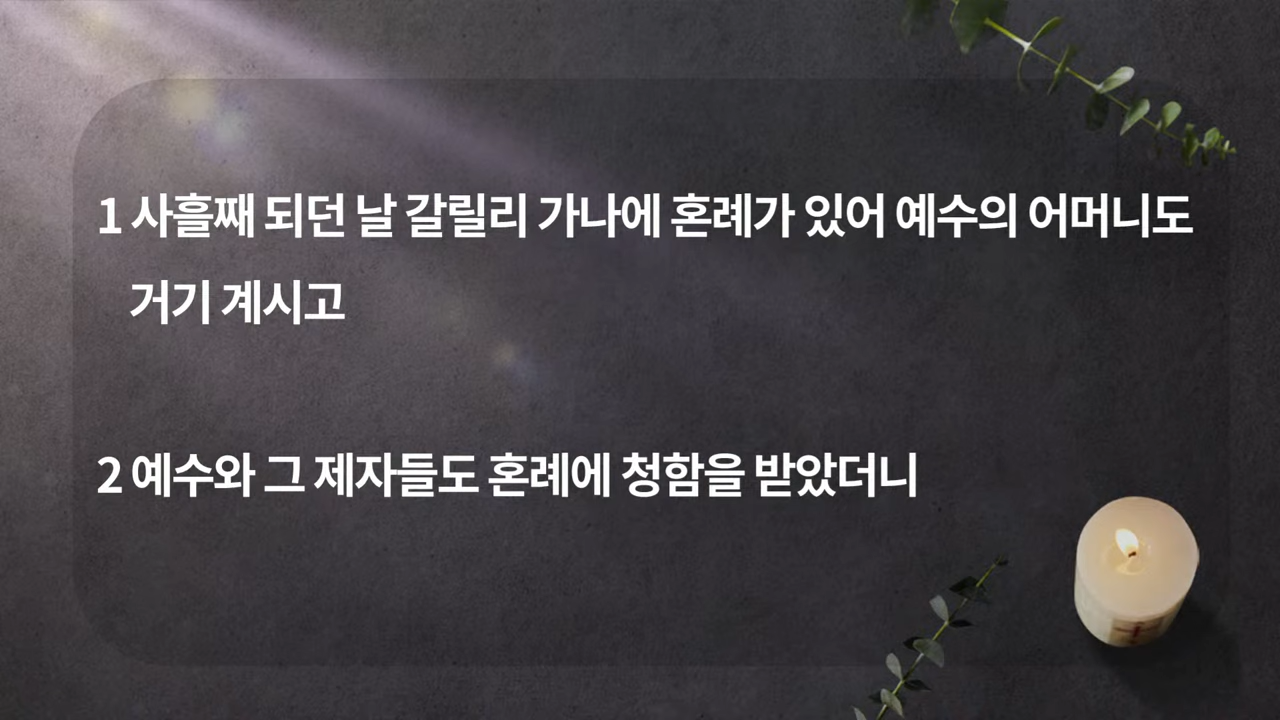 1 사흘째 되던 날 갈릴리 가나에 혼례가 있어 예수의 어머니도
거기 계시고
2 예수와 그 제자들도 혼례에 청함을 받았더니